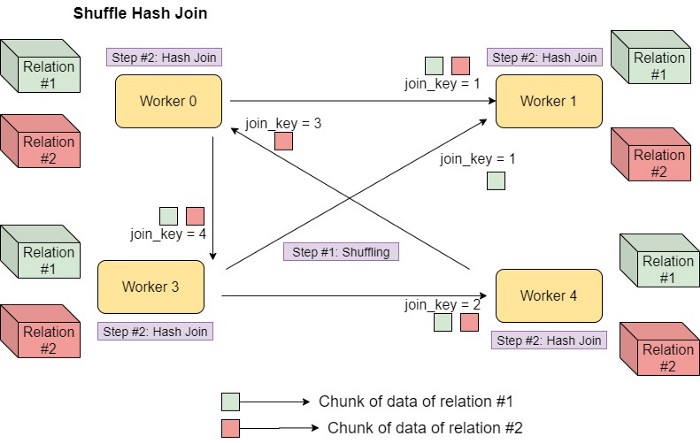 Shuffle Hash Join
Step #2: Hash Join
Step #2: Hash Join
Relation
#1
Relation
#1
Worker 0
join_key = 1
Worker 1
join_key = 3
Relation
#2
Relation
#2
join_key = 1
join_key = 4
Relation
#1
Step #1: Shuffling
Relation
#1
Worker 3
Worker 4
join_key = 2
Relation
#2
Step #2: Hash Join
Step #2: Hash Join
Relation
#2
Chunk of data of relation #1
Chunk of data of relation #2